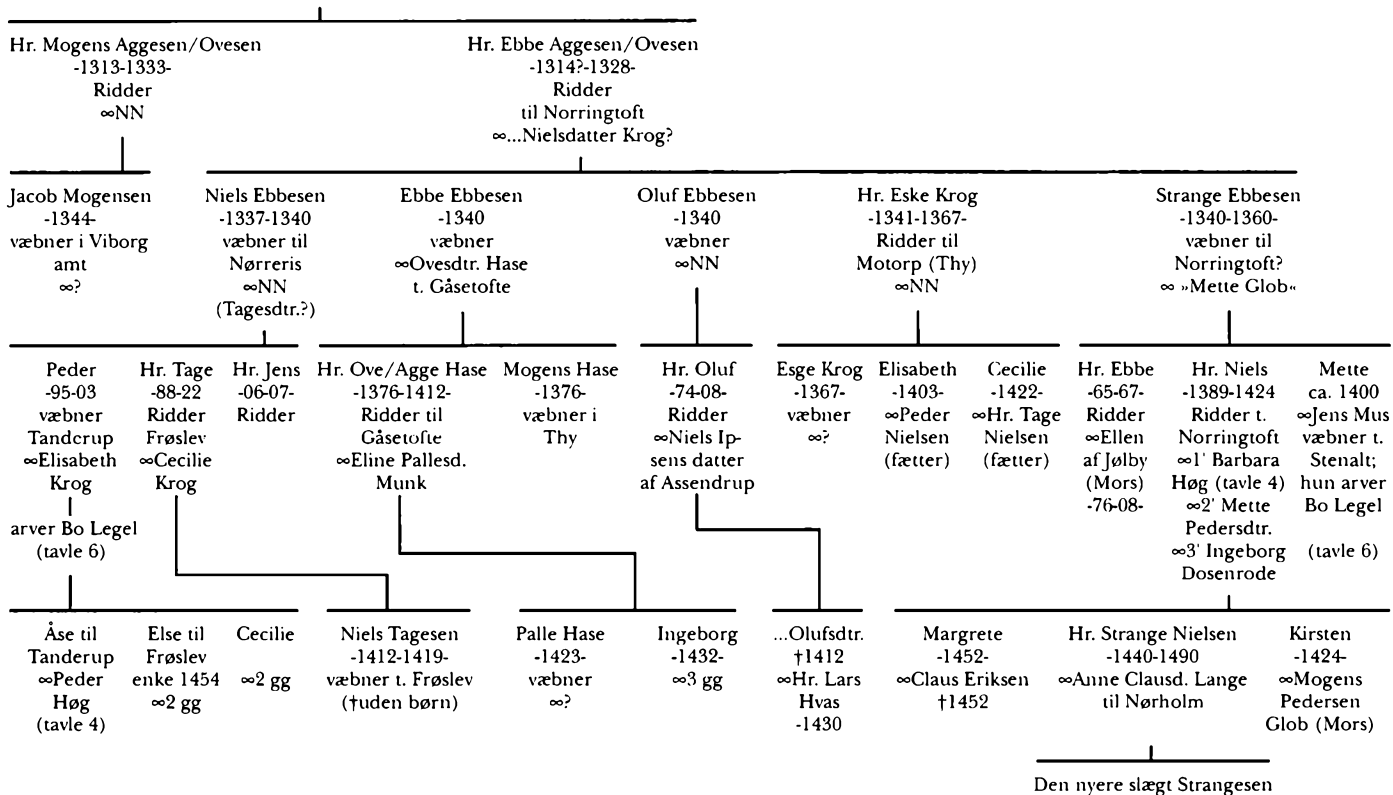 Hr. Mogens Aggesen/Ovesen
-1313-1333-
Ridder
∞NN
Hr. Ebbe Aggesen/Ovesen
-1314?-1328-
Ridder
til Norringtoft
∞...Nielsdatter Krog?
Jacob Mogensen
-1344-
væbner i Viborg
amt
∞?
Niels Ebbesen
-1337-1340
væbner til
Nørreris
∞NN
(Tagesdtr.?)
Ebbe Ebbesen
-1340
væbner
∞Ovesdtr. Hase
t. Gåsetofte
Oluf Ebbesen
-1340
væbner
∞NN
Hr. Eske Krog
-1341-1367-
Ridder til
Motorp (Thy)
∞NN
Strange Ebbesen
-1340-1360-
væbner til
Norringtoft?
∞ »Mette Glob«
Peder
-95-03
væbner
Tanderup
∞Elisabeth
Krog
arver Bo Legel
(tavle 6)
Hr. Tage
-88-22
Ridder
Frøslev
∞Cecilie
Krog
Hr. Jens
-06-07-
Ridder
Hr. Ove/Agge Hase
-1376-1412-
Ridder til
Gåsetofte
∞Eline Pallesd.
Munk
Mogens Hase
-1376-
væbner i
Thy
Hr. Oluf
-74-08-
Ridder
∞Niels Ip-
sens datter
af Assendrup
Esge Krog
-1367-
væbner
∞?
Elisabeth
-1403-
∞Peder
Nielsen
(fætter)
Cecilie
-1422-
∞Hr. Tage
Nielsen
(fætter)
Hr. Ebbe
-65-67-
Ridder
∞Ellen
af Jølby
(Mors)
-76-08-
Hr. Niels
-1389-1424
Ridder t.
Norringtoft
∞1' Barbara
Høg (tavle 4)
∞2' Mette
Pedersdtr.
∞3' Ingeborg
Dosenrode
Mette
ca. 1400
∞Jens Mus
væbner t.
Stenalt;
hun arver
Bo Legel
(tavle 6)
Åse til
Tanderup
∞Peder
Høg
(tavle 4)
Else til
Frøslev
enke 1454
∞2 gg
Cecilie
∞2 gg
Niels Tagesen
-1412-1419-
væbner t. Frøslev
(†uden børn)
Palle Hase
-1423-
væbner
∞?
Ingeborg
-1432-
∞3 gg
...Olufsdtr.
†1412
∞Hr. Lars
Hvas
-1430
Margrete
-1452-
∞Claus Eriksen
†1452
Hr. Strange Nielsen
-1440-1490
∞Anne Clausd. Lange
til Nørholm
Kirsten
-1424-
∞Mogens
Pedersen
Glob (Mors)
Den nyere slægt Strangesen